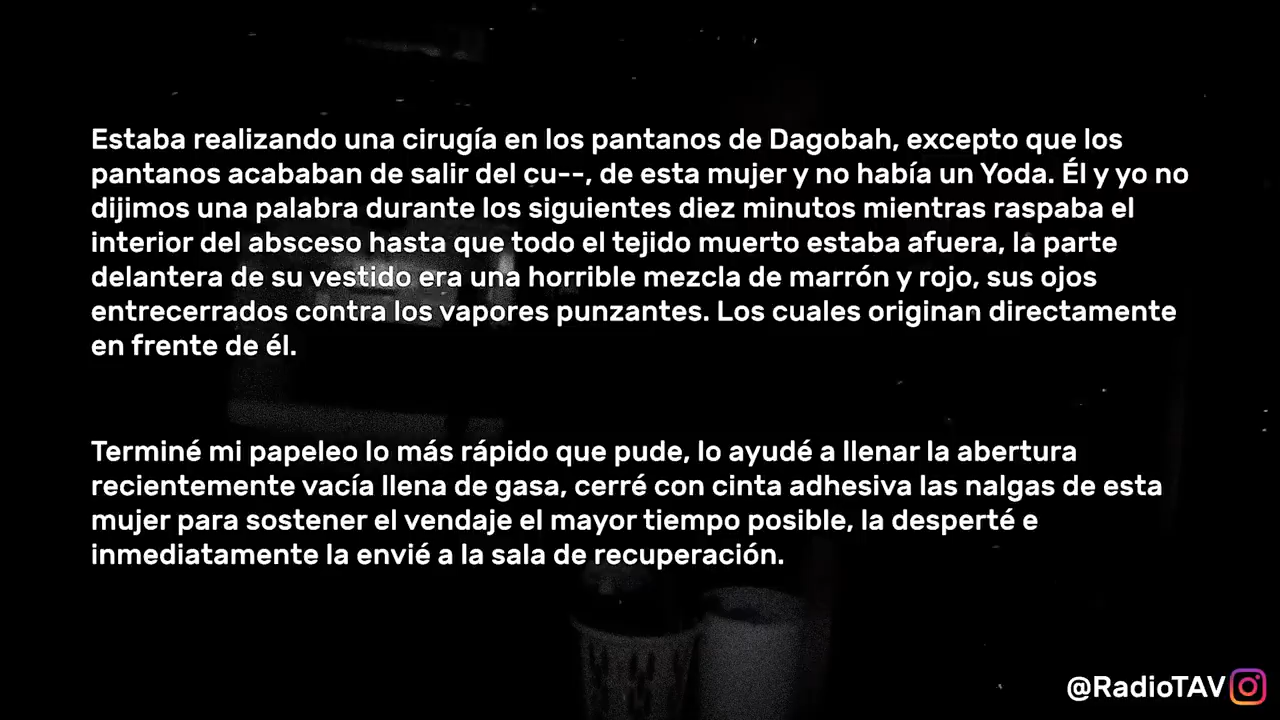 Estaba realizando una cirugía en los pantanos de Dagobah, excepto que los
pantanos acababan de salir del cu--, de esta mujer y no había un Yoda. Él y yo no
dijimos una palabra durante los siguientes diez minutos mientras raspaba el
interior del absceso hasta que todo el tejido muerto estaba afuera, la parte
delantera de su vestido era una horrible mezcla de marrón y rojo, sus ojos
entrecerrados contra los vapores punzantes. Los cuales originan directamente
en frente de él.
Terminé mi papeleo lo más rápido que pude, lo ayudé a llenar la abertura
recientemente vacía llena de gasa, cerré con cinta adhesiva las nalgas de esta
mujer para sostener el vendaje el mayor tiempo posible, la desperté e
inmediatamente la envié a la sala de recuperación.
@RadioTAV